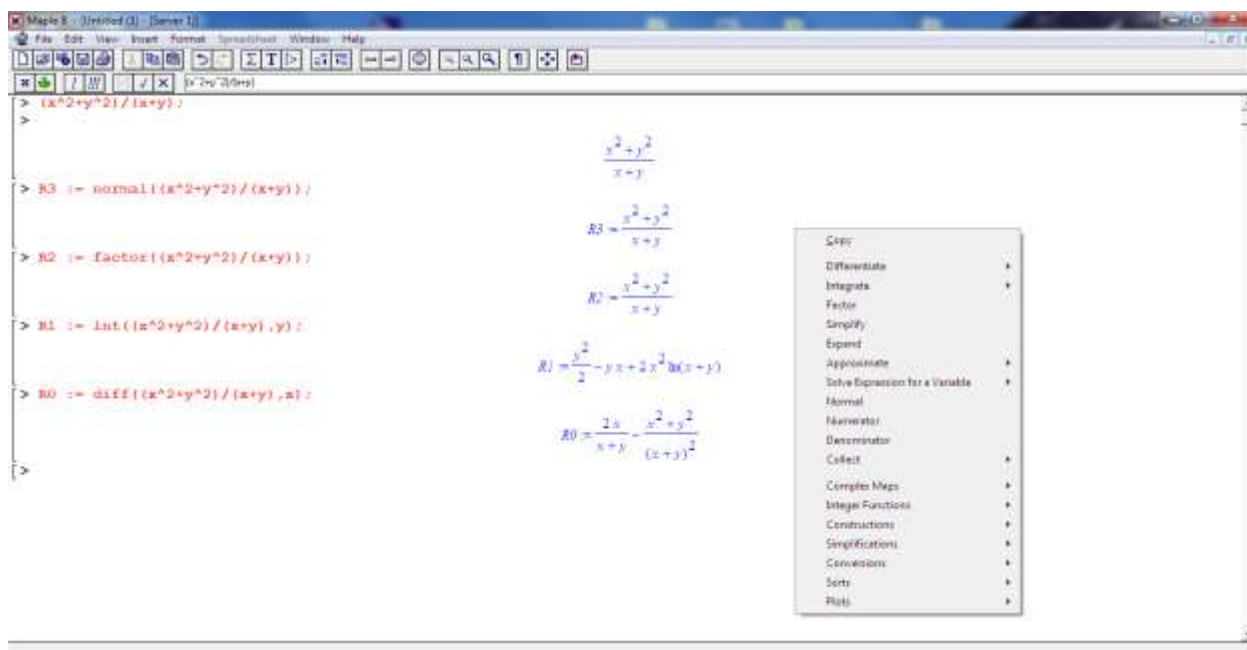 Maple 8 - [Untitled (1) - [Server 1]]
File Edit View Insert Format Spreadsheet Window Help
(x^2+y^2)/(x+y)
> (x^2+y^2)/(x+y);
>
x^2 + y^2
x + y
> R3 := normal((x^2+y^2)/(x+y));
R3 := x^2 + y^2
x + y
> R2 := factor((x^2+y^2)/(x+y));
R2 := x^2 + y^2
x + y
> R1 := int((x^2+y^2)/(x+y),y);
R1 := y^2/2 - y x + 2 x^2 ln(x + y)
> R0 := diff((x^2+y^2)/(x+y),x);
R0 := 2 x/(x + y) - (x^2 + y^2)/(x + y)^2
>
Copy
Differentiate
Integrate
Factor
Simplify
Expand
Approximate
Solve Expression for a Variable
Normal
Numerator
Denominator
Collect
Complex Maps
Integer Functions
Constructions
Simplifications
Conversions
Sorts
Plots